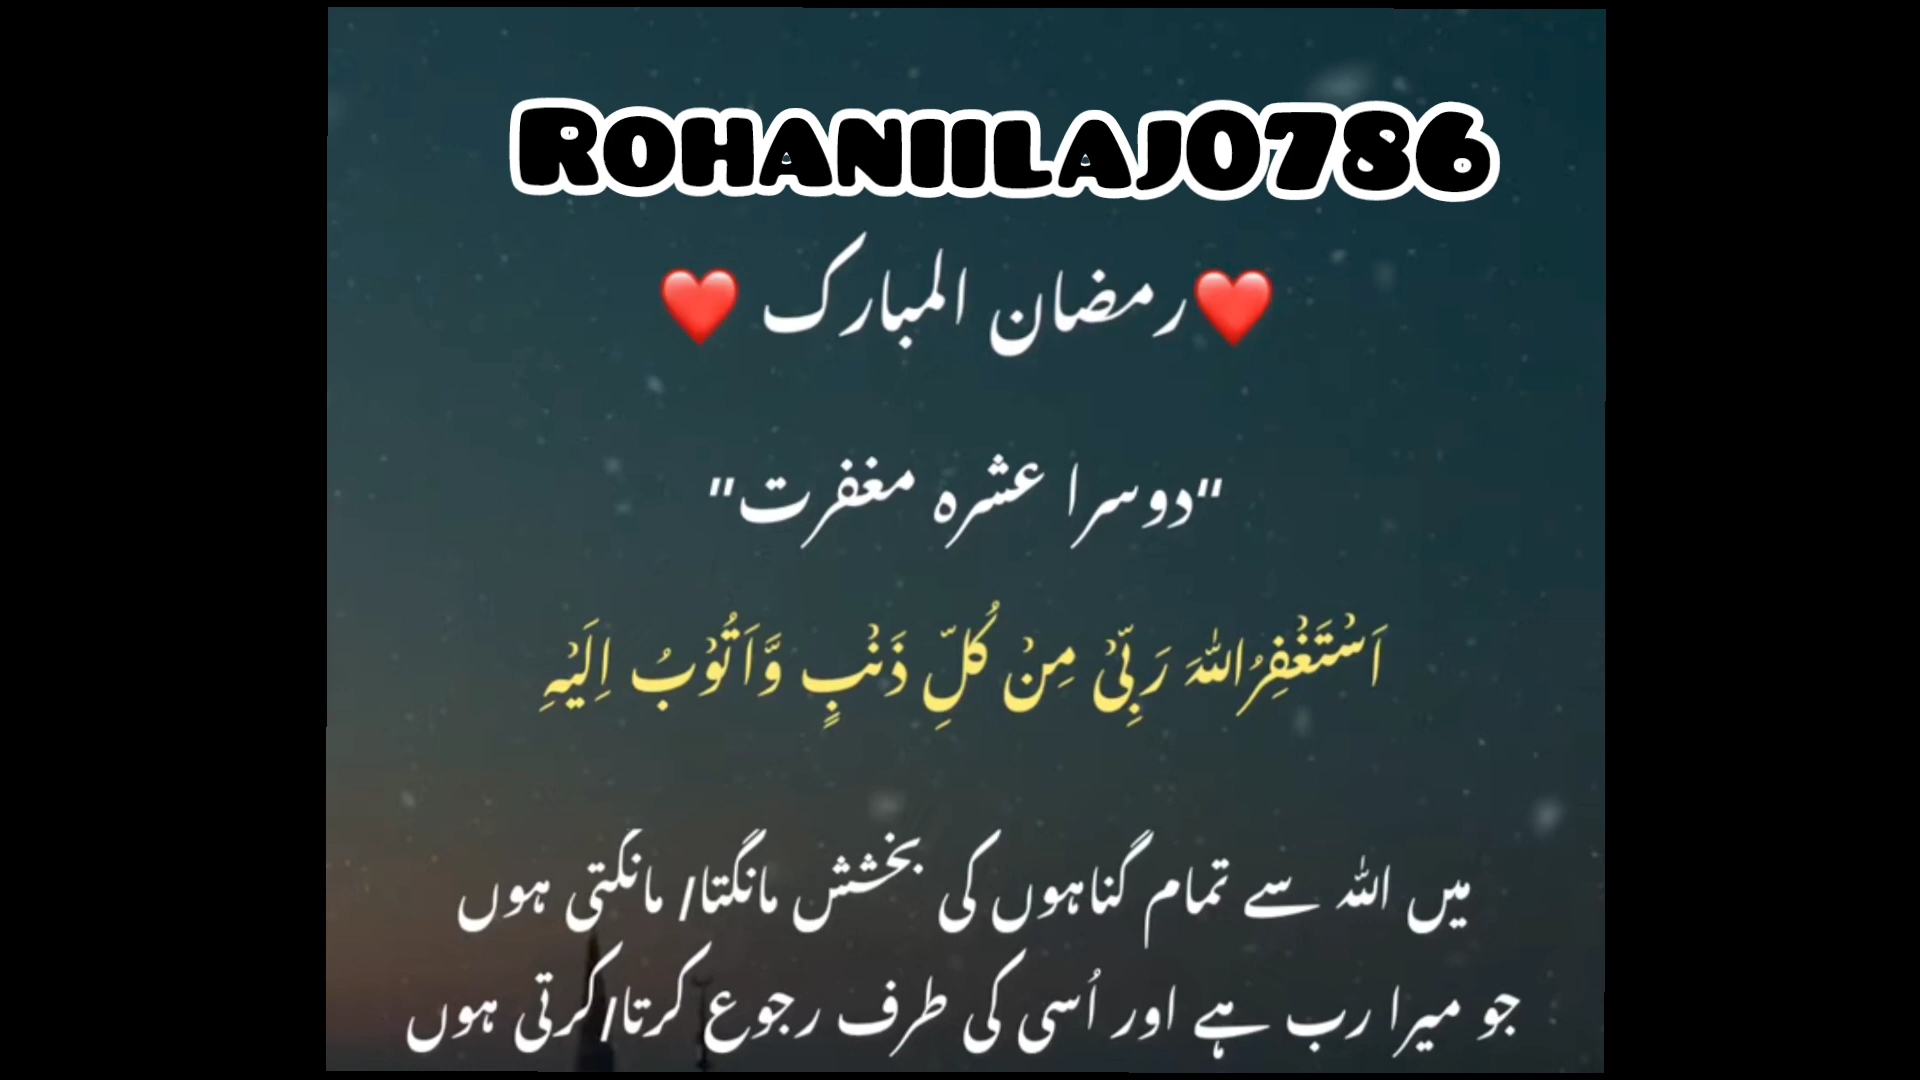 ROHANIILAJ0786
❤️رمضان المبارک ❤️
"دوسرا عشرہ مغفرت"
اَسْتَغْفِرُاللهَ رَبِّیْ مِنْ کُلِّ ذَنْبٍ وَّاَتُوْبُ اِلَیْہِ
میں اللہ سے تمام گناہوں کی بخشش مانگتا/ مانگتی ہوں
جو میرا رب ہے اور اُسی کی طرف رجوع کرتا/کرتی ہوں